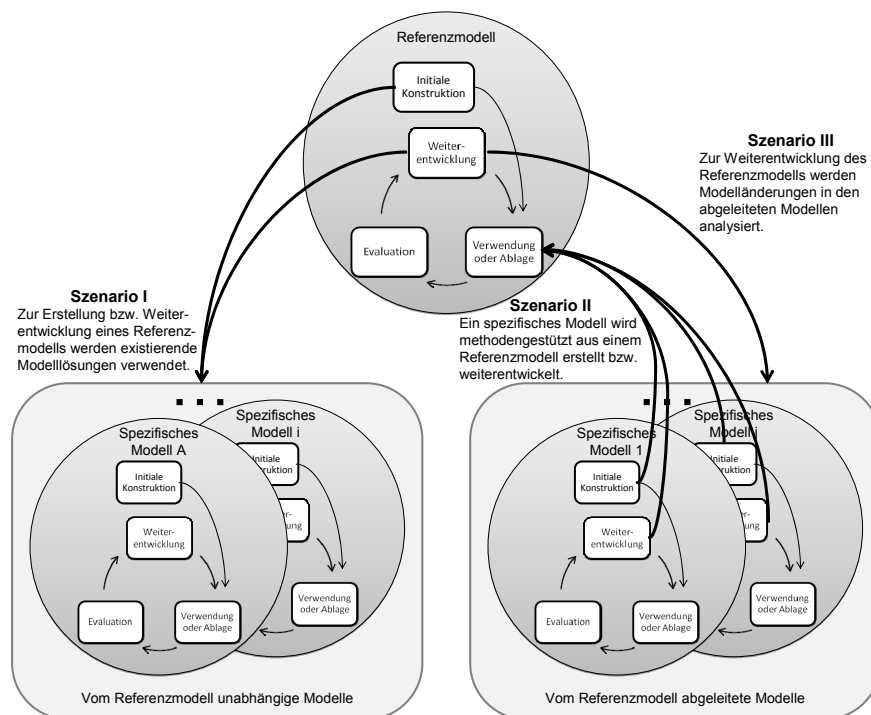 Referenzmodell
Initiale
Konstruktion
Weiter-
entwicklung
Evaluation
Verwendung
oder Ablage
Szenario III
Zur Weiterentwicklung des
Referenzmodells werden
Modelländerungen in den
abgeleiteten Modellen
analysiert.
Szenario I
Zur Erstellung bzw. Weiter-
entwicklung eines Referenz-
modells werden existierende
Modelllösungen verwendet.
Szenario II
Ein spezifisches Modell wird
methodengestützt aus einem
Referenzmodell erstellt bzw.
weiterentwickelt.
. . .
Spezifisches
Modell i
Spezifisches
Modell A
Initiale
Konstruktion
Weiter-
entwicklung
Evaluation
Verwendung
oder Ablage
Verwendung
oder Ablage
Vom Referenzmodell unabhängige Modelle
. . .
Spezifisches
Modell i
Spezifisches
Modell 1
Initiale
Konstruktion
Weiter-
entwicklung
Evaluation
Verwendung
oder Ablage
Verwendung
oder Ablage
Vom Referenzmodell abgeleitete Modelle